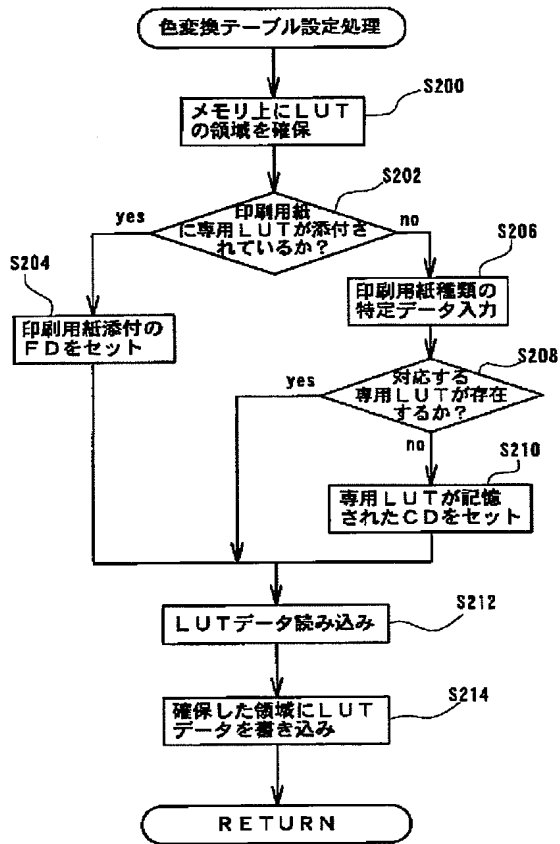 色変換テーブル設定処理
S200
メモリ上にLUT
の領域を確保
S202
印刷用紙
に専用LUTが添付さ
れているか?
yes
no
S204
印刷用紙添付の
FDをセット
S206
印刷用紙種類の
特定データ入力
S208
対応する
専用LUTが存在
するか?
yes
no
S210
専用LUTが記憶
されたCDをセット
S212
LUTデータ読み込み
S214
確保した領域にLUT
データを書き込み
RETURN